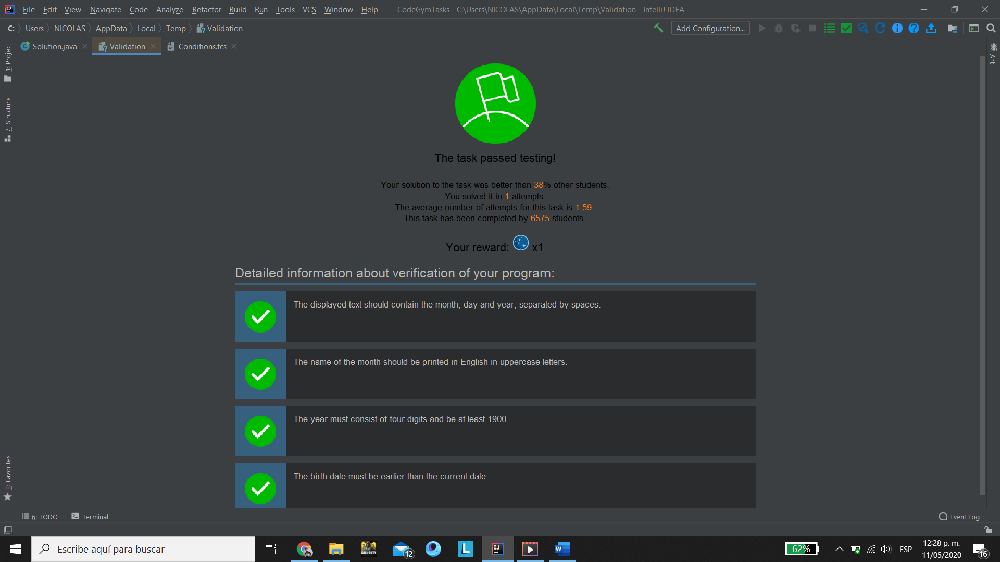 File Edit View Navigate Code Analyze Refactor Build Run Tools VCS Window Help CodeGymTasks - C:\Users\NICOLAS\AppData\Local\Temp\Validation - IntelliJ IDEA
C: Users NICOLAS AppData Local Temp Validation Add Configuration...
Solution.java Validation Conditions.tcs
1: Project
7: Structure
2: Favorites
Ant
The task passed testing!
Your solution to the task was better than 38% other students.
You solved it in 1 attempts.
The average number of attempts for this task is 1.59.
This task has been completed by 6575 students.
Your reward: x1
Detailed information about verification of your program:
The displayed text should contain the month, day and year, separated by spaces.
The name of the month should be printed in English in uppercase letters.
The year must consist of four digits and be at least 1900.
The birth date must be earlier than the current date.
6: TODO Terminal Event Log
Escribe aquí para buscar 12 62% ESP 12:28 p. m.
11/05/2020 16